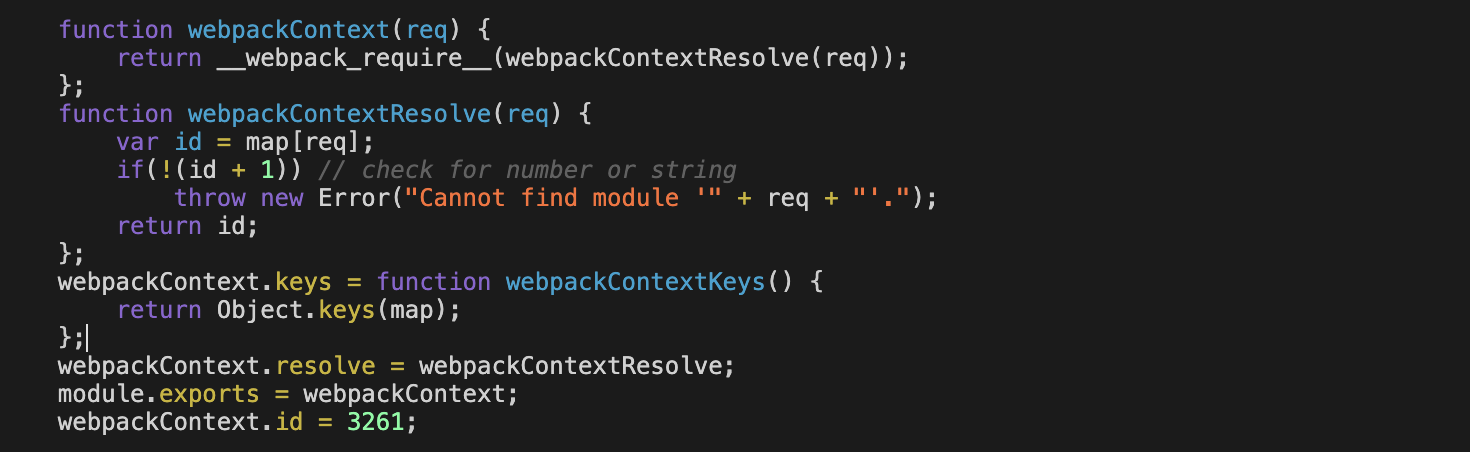 function webpackContext(req) {
    return __webpack_require__(webpackContextResolve(req));
};
function webpackContextResolve(req) {
    var id = map[req];
    if(!(id + 1)) // check for number or string
        throw new Error("Cannot find module '" + req + "'.");
    return id;
};
webpackContext.keys = function webpackContextKeys() {
    return Object.keys(map);
};
webpackContext.resolve = webpackContextResolve;
module.exports = webpackContext;
webpackContext.id = 3261;